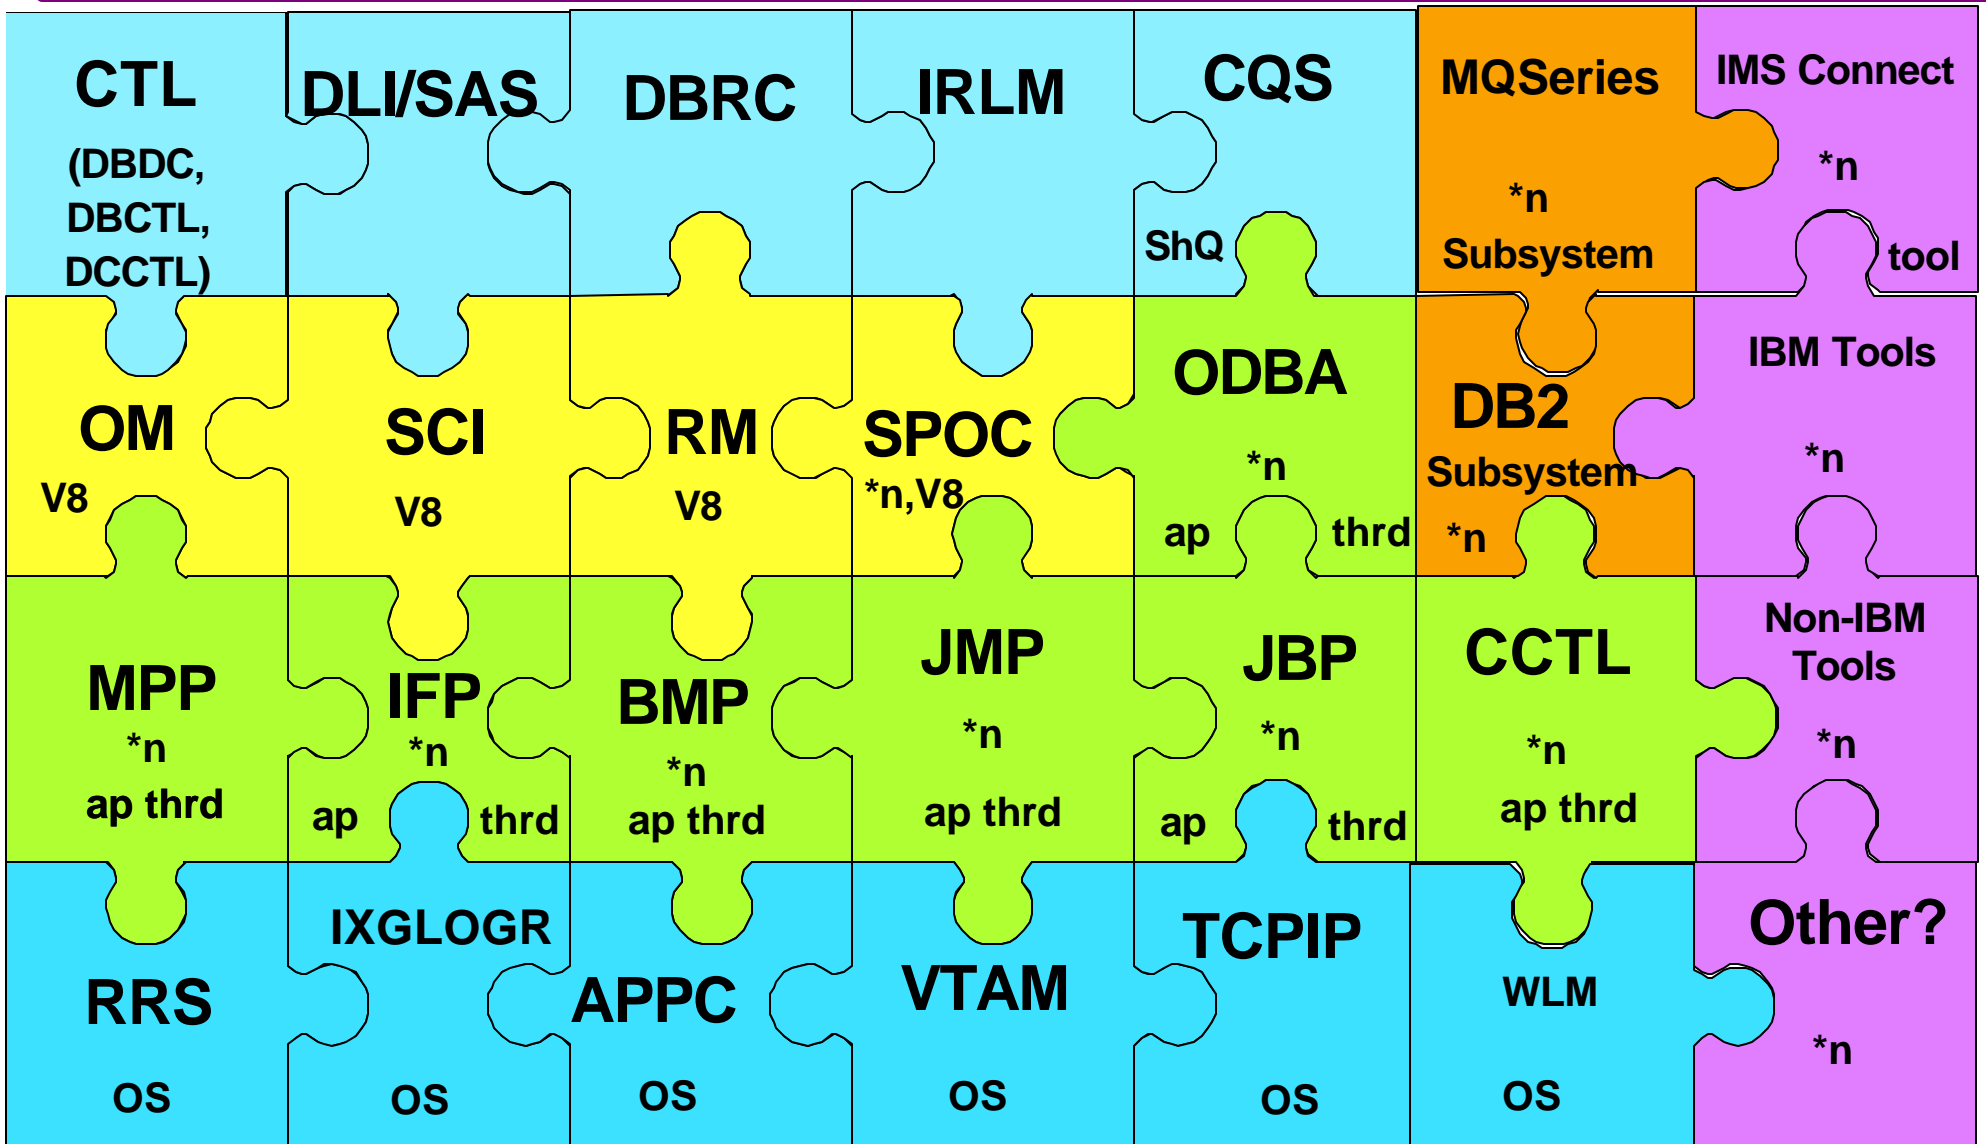 CTL
(DBDC,
DBCTL,
DCCTL)
DLI/SAS
DBRC
IRLM
CQS
ShQ
MQSeries
*n
Subsystem
IMS Connect
*n
tool
OM
V8
SCI
V8
RM
V8
SPOC
*n,V8
ODBA
*n
ap thrd
DB2
Subsystem
*n
IBM Tools
*n
MPP
*n
ap thrd
IFP
*n
ap thrd
BMP
*n
ap thrd
JMP
*n
ap thrd
JBP
*n
ap thrd
CCTL
*n
ap thrd
Non-IBM
Tools
*n
RRS
OS
IXGLOGR
OS
APPC
OS
VTAM
OS
TCPIP
OS
WLM
OS
Other?
*n